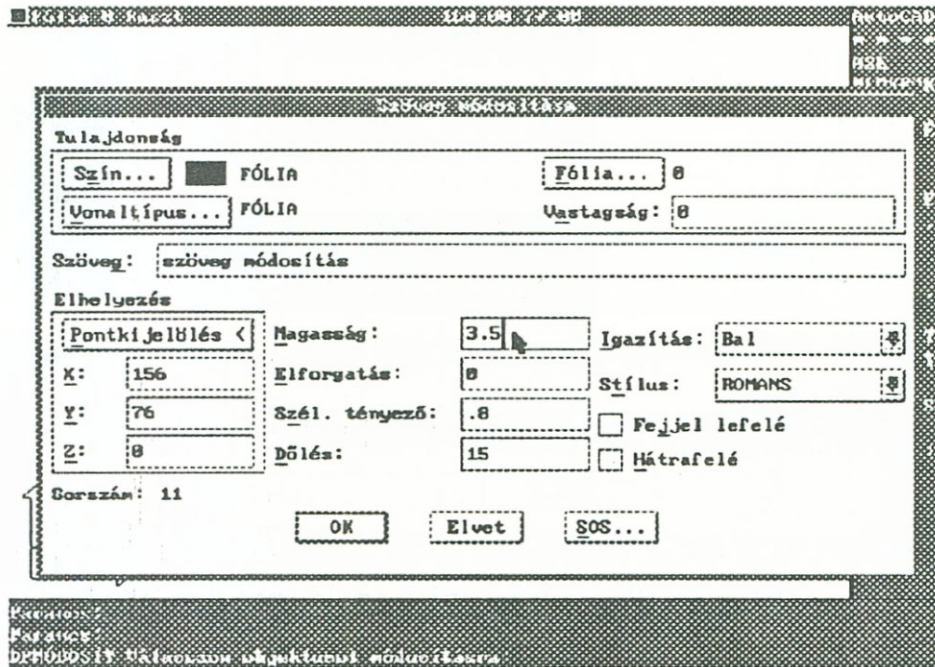 Fólia 0 Raszt
AutoCAD
* * * *
Szöveg módosítása
Tulajdonság
Szín... FÓLIA Fólia... 0
Vonaltípus... FÓLIA Vastagság: 0
Szöveg: szöveg módosítás
Elhelyezés
Pontkijelölés < Magasság: 3.5 Igazítás: Bal
X: 156 Elforgatás: 0 Stílus: ROMANS
Y: 76 Szél. tényező: .8 Fejjel lefelé
Z: 0 Dőlés: 15 Hátrafelé
Sorszám: 11
OK Elvet SOS...
Parancs:
Parancs:
DPMÓDOSÍT Válasszon objektumot módosításra